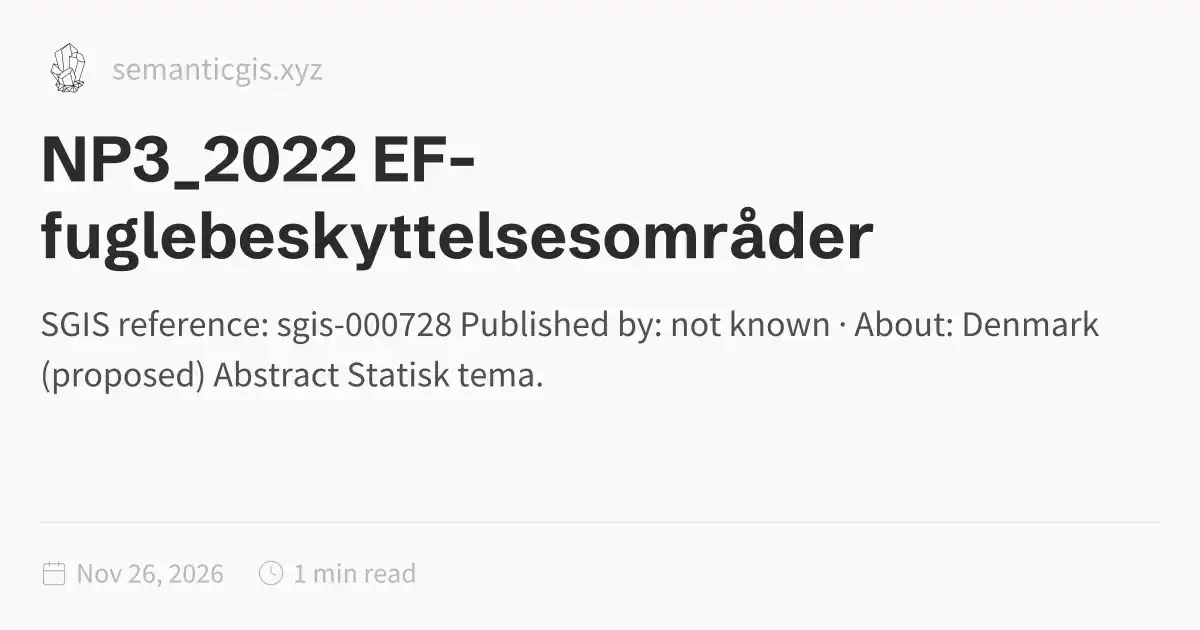 semanticgis.xyz
NP3_2022 EF-
fuglebeskyttelsesområder
SGIS reference: sgis-000728 Published by: not known · About: Denmark
(proposed) Abstract Statisk tema.
Nov 26, 2026 1 min read